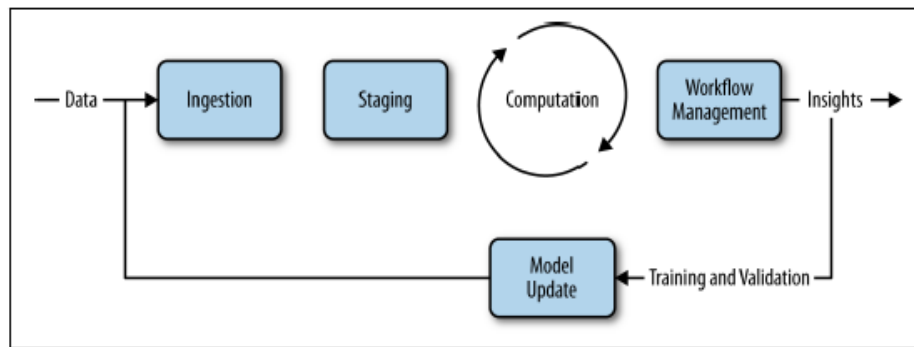 Data
Ingestion
Staging
Computation
Workflow
Management
Insights
Model
Update
Training and Validation